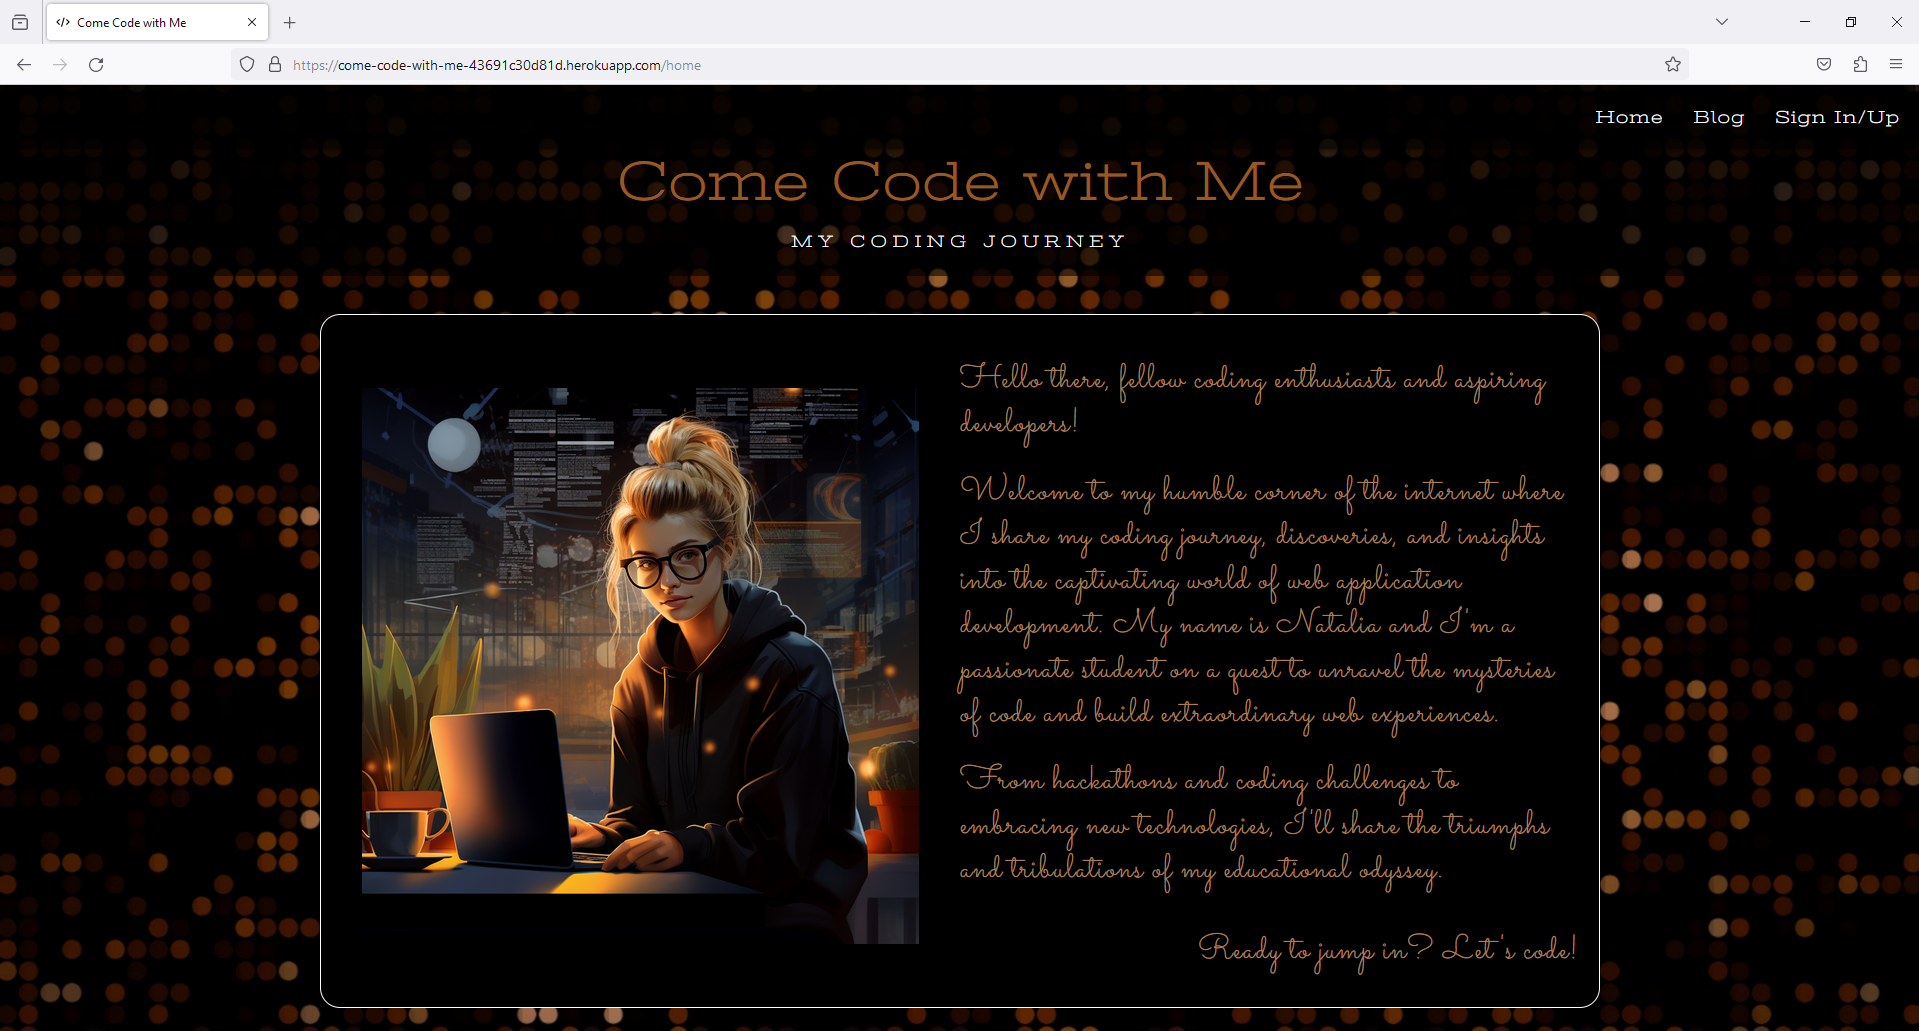 Come Code with Me
https://come-code-with-me-43691c30d81d.herokuapp.com/home
Home Blog Sign In/Up
Come Code with Me
MY CODING JOURNEY
Hello there, fellow coding enthusiasts and aspiring
developers!
Welcome to my humble corner of the internet where
I share my coding journey, discoveries, and insights
into the captivating world of web application
development. My name is Natalia and I'm a
passionate student on a quest to unravel the mysteries
of code and build extraordinary web experiences.
From hackathons and coding challenges to
embracing new technologies, I'll share the triumphs
and tribulations of my educational odyssey.
Ready to jump in? Let's code!